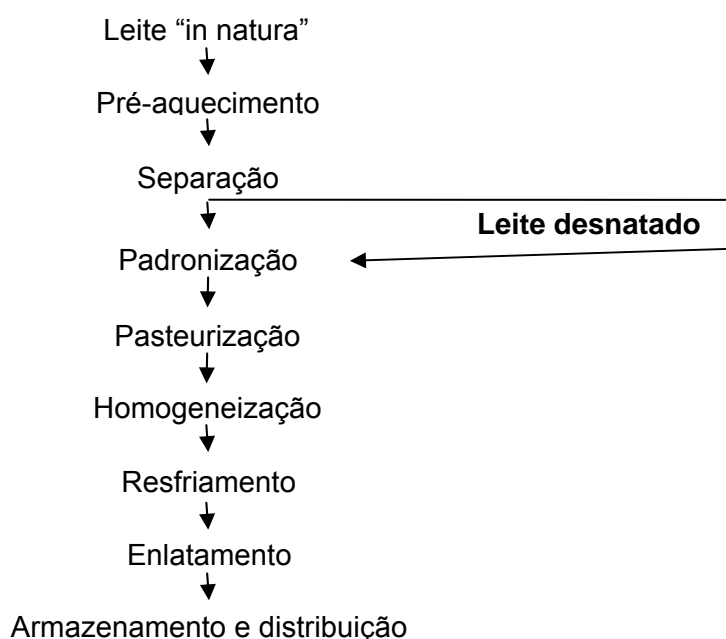 Leite “in natura”
Pré-aquecimento
Separação
Leite desnatado
Padronização
Pasteurização
Homogeneização
Resfriamento
Enlatamento
Armazenamento e distribuição